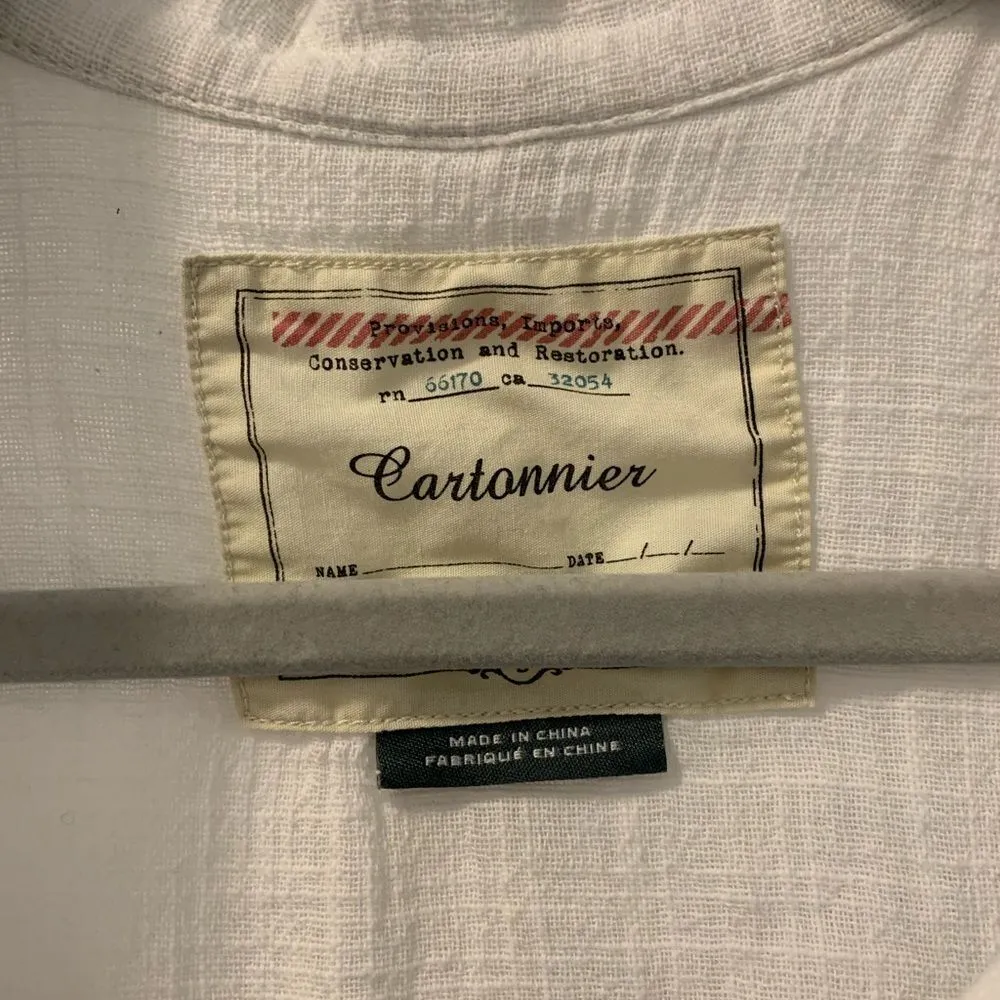 Provisions, Imports,
Conservation and Restoration.
rn 66170 ca 32054
Cartonnier
NAME DATE / /
MADE IN CHINA
FABRIQUÉ EN CHINE